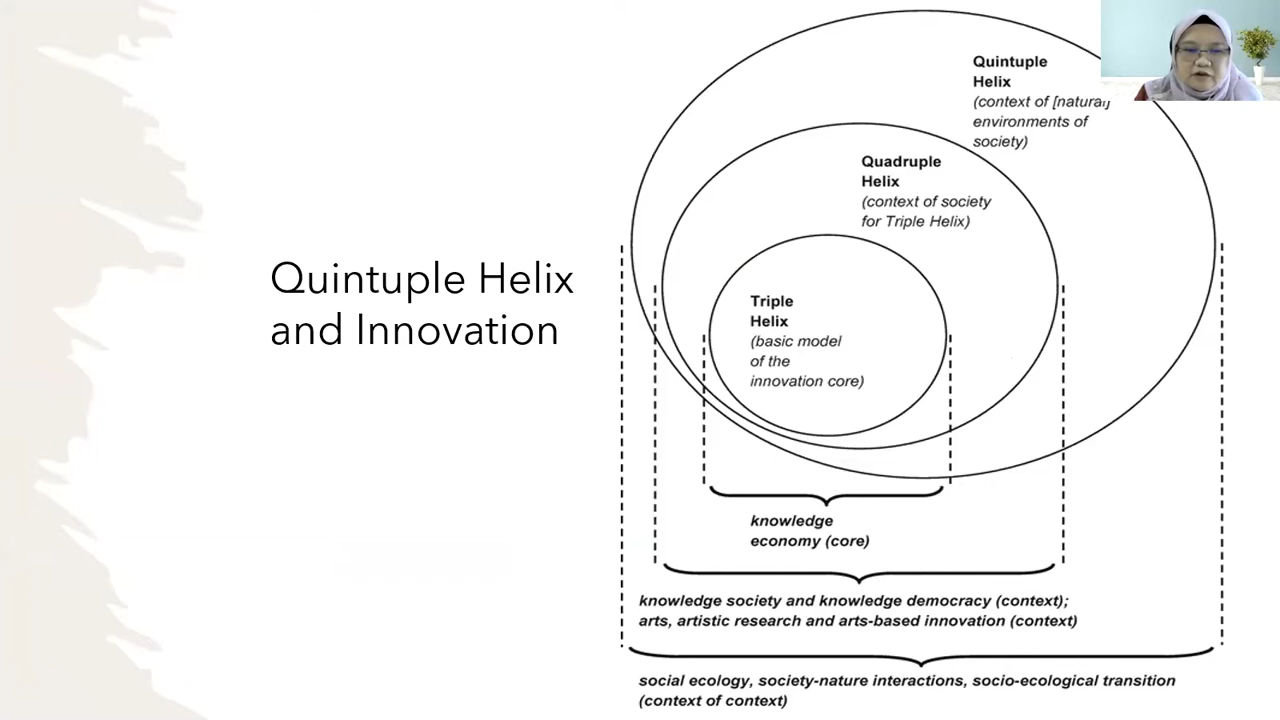 Quintuple Helix
and Innovation
Quintuple
Helix
(context of [natural]
environments of
society)
Quadruple
Helix
(context of society
for Triple Helix)
Triple
Helix
(basic model
of the
innovation core)
knowledge
economy (core)
knowledge society and knowledge democracy (context);
arts, artistic research and arts-based innovation (context)
social ecology, society-nature interactions, socio-ecological transition
(context of context)